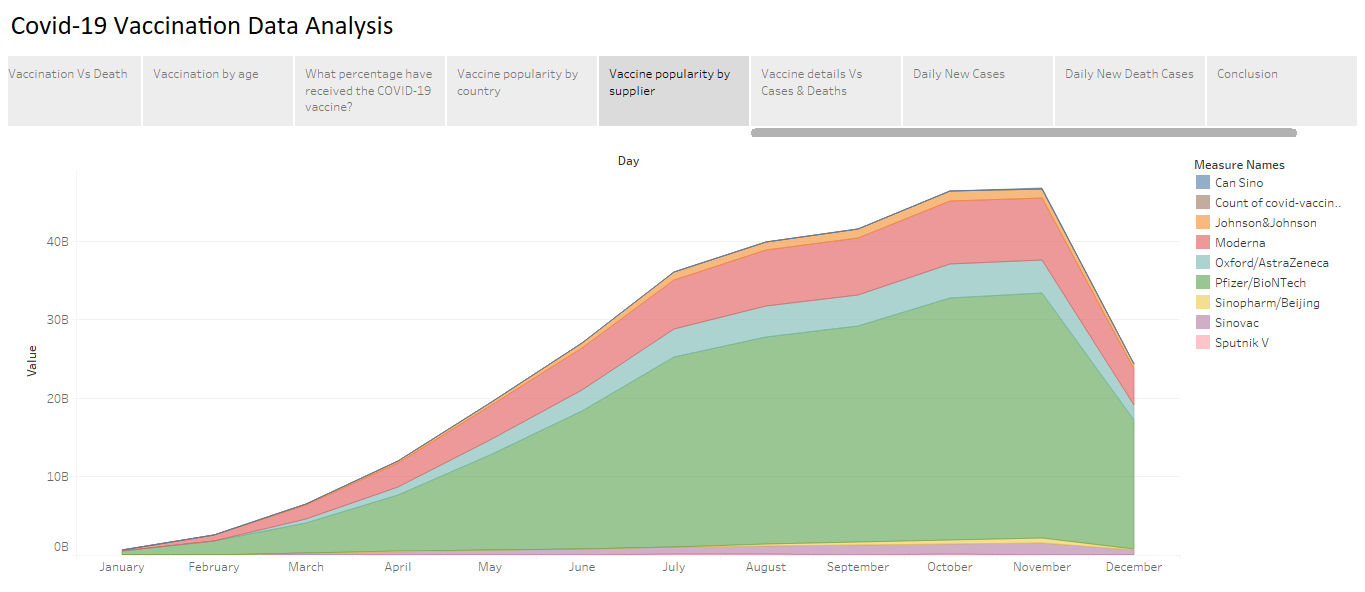 Covid-19 Vaccination Data Analysis
Vaccination Vs Death
Vaccination by age
What percentage have
received the COVID-19
vaccine?
Vaccine popularity by
country
Vaccine popularity by
supplier
Vaccine details Vs
Cases & Deaths
Daily New Cases
Daily New Death Cases
Conclusion
Day
Value
40B
30B
20B
10B
0B
January
February
March
April
May
June
July
August
September
October
November
December
Measure Names
Can Sino
Count of covid-vaccin..
Johnson&Johnson
Moderna
Oxford/AstraZeneca
Pfizer/BioNTech
Sinopharm/Beijing
Sinovac
Sputnik V